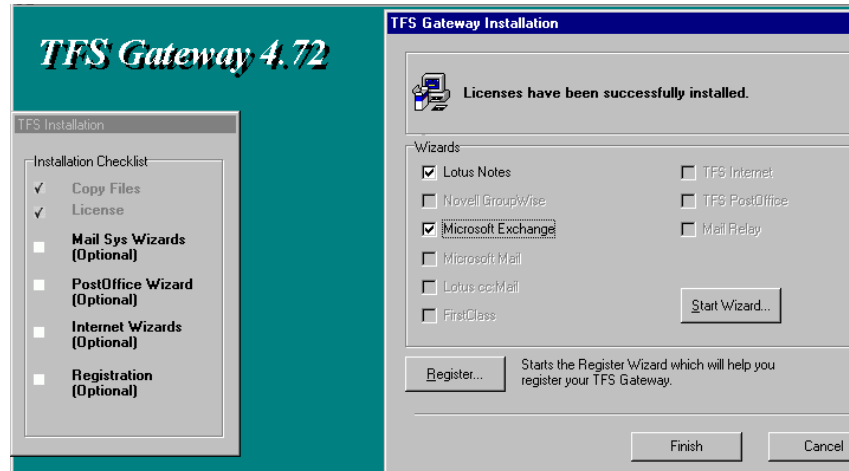 TFS Gateway 4.72
TFS Installation
Installation Checklist
Copy Files
License
Mail Sys Wizards
(Optional)
PostOffice Wizard
(Optional)
Internet Wizards
(Optional)
Registration
(Optional)
TFS Gateway Installation
Licenses have been successfully installed.
Wizards
Lotus Notes
Novell GroupWise
Microsoft Exchange
Microsoft Mail
Lotus cc:Mail
FirstClass
TFS Internet
TFS PostOffice
Mail Relay
Start Wizard...
Register...
Starts the Register Wizard which will help you
register your TFS Gateway.
Finish
Cancel